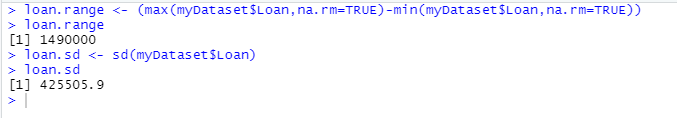 > loan.range <- (max(myDataset$Loan,na.rm=TRUE)-min(myDataset$Loan,na.rm=TRUE))
> loan.range
[1] 1490000
> loan.sd <- sd(myDataset$Loan)
> loan.sd
[1] 425505.9
>